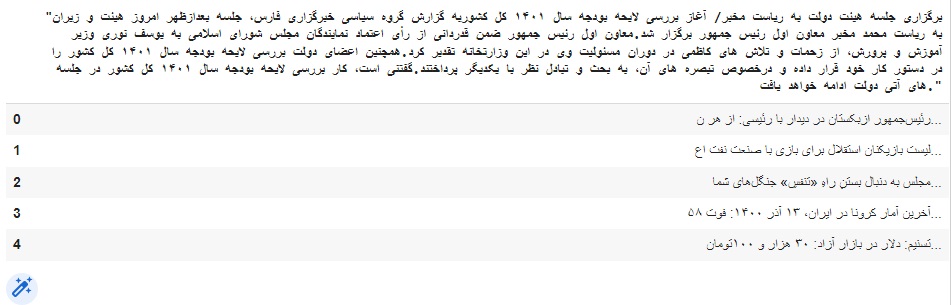 برگزاری جلسه هیئت دولت به ریاست مخبر/ آغاز بررسی لایحه بودجه سال ۱۴۰۱ کل کشوربه گزارش گروه سیاسی خبرگزاری فارس، جلسه بعدازظهر امروز هیئت و زیران"
به ریاست محمد مخبر معاون اول رئیس جمهور برگزار شد.معاون اول رئیس جمهور ضمن قدردانی از رأی اعتماد نمایندگان مجلس شورای اسلامی به یوسف نوری وزیر
آموزش و پرورش، از زحمات و تلاش های کاظمی در دوران مسئولیت وی در این وزارتخانه تقدیر کرد.همچنین اعضای دولت بررسی لایحه بودجه سال ۱۴۰۱ کل کشور را
در دستور کار خود قرار داده و درخصوص تبصره های آن، به بحث و تبادل نظر با یکدیگر پرداختند.گفتنی است، کار بررسی لایحه بودجه سال ۱۴۰۱ کل کشور در جلسه
".های آتی دولت ادامه خواهد یافت
0 ...رئیس‌جمهور ازبکستان در دیدار با رئیسی: از هر ن
1 ...لیست بازیکنان استقلال برای بازی با صنعت نفت اع
2 ...مجلس به دنبال بستن راهِ «تنفسِ» جنگل‌های شما
3 ...آخرین آمار کرونا در ایران، ۱۳ آذر ۱۴۰۰: فوت ۵۸
4 ...تسنیم: دلار در بازار آزاد: ۳۰ هزار و ۱۰۰تومان